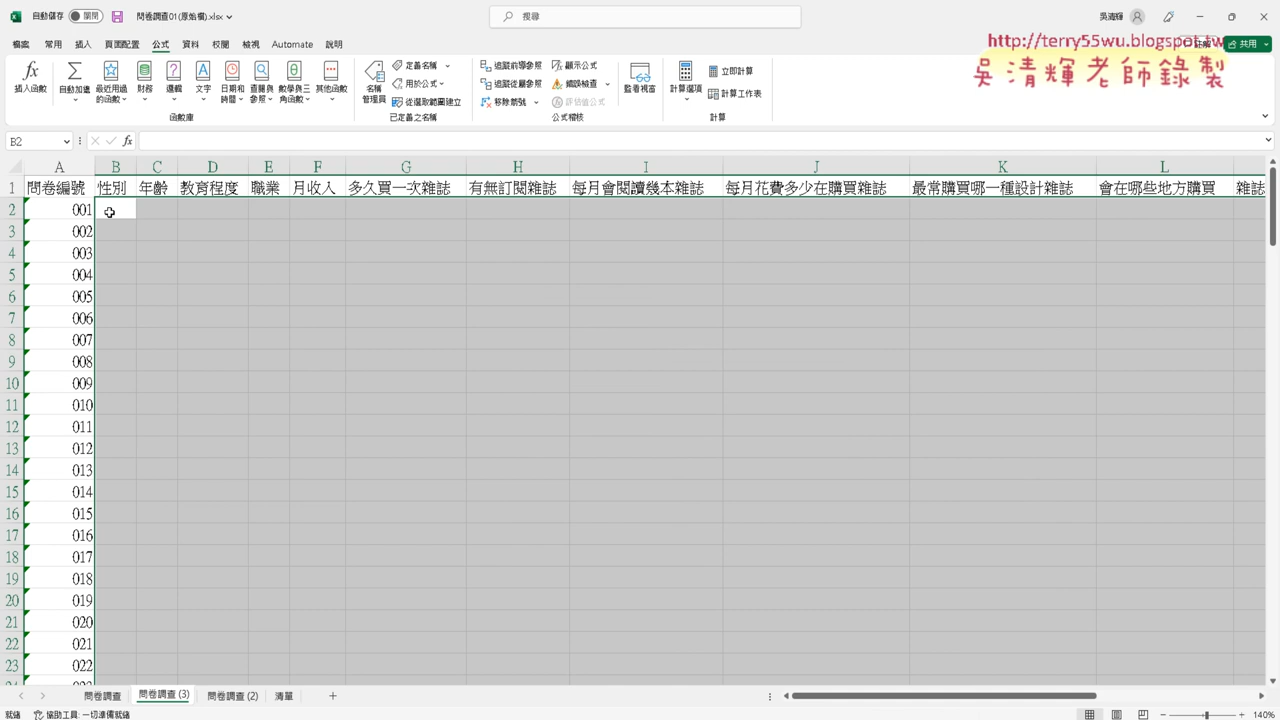 自動儲存 關閉 問卷調查01(原始檔).xlsx 搜尋 吳清輝
檔案 常用 插入 頁面配置 公式 資料 校閱 檢視 Automate 說明 共用
http://terry55wu.blogspot.tw
吳清輝老師錄製
插入函數 自動加總 最近用過的函數 財務 邏輯 文字 日期和時間 查閱與參照 數學與三角函數 其他函數
函數庫
名稱管理員 定義名稱 用於公式 從選取範圍建立
已定義之名稱
追蹤前導參照 追蹤從屬參照 移除箭號 顯示公式 錯誤檢查 評估值公式 監看視窗
公式稽核
計算選項 立即計算 計算工作表
計算
B2 fx
A B C D E F G H I J K L
1 問卷編號 性別 年齡 教育程度 職業 月收入 多久買一次雜誌 有無訂閱雜誌 每月會閱讀幾本雜誌 每月花費多少在購買雜誌 最常購買哪一種設計雜誌 會在哪些地方購買 雜誌
2 001
3 002
4 003
5 004
6 005
7 006
8 007
9 008
10 009
11 010
12 011
13 012
14 013
15 014
16 015
17 016
18 017
19 018
20 019
21 020
22 021
23 022
問卷調查 問卷調查 (3) 問卷調查 (2) 清單
就緒 協助工具: 一切準備就緒 140%